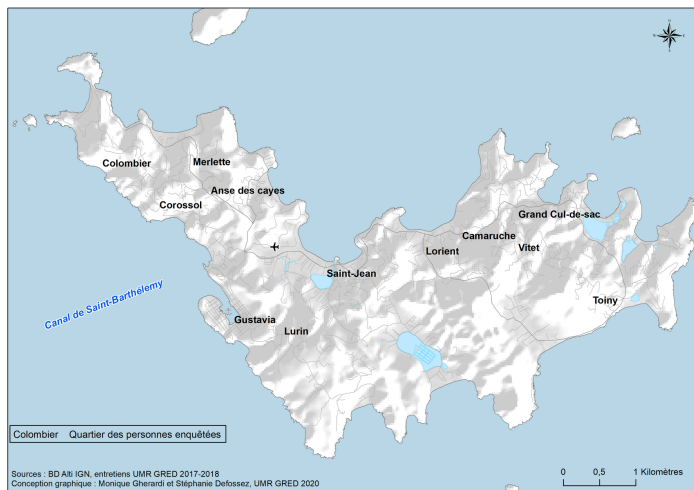 Colombier
Merlette
Anse des cayes
Corossol
Grand Cul-de-sac
Camaruche
Lorient
Vitet
Saint-Jean
Canal de Saint-Barthélemy
Toiny
Gustavia
Lurin
Colombier Quartier des personnes enquêtées
Sources : BD Alti IGN, entretiens UMR GRED 2017-2018
Conception graphique : Monique Gherardi et Stéphanie Defossez, UMR GRED 2020
0 0,5 1 Kilomètres